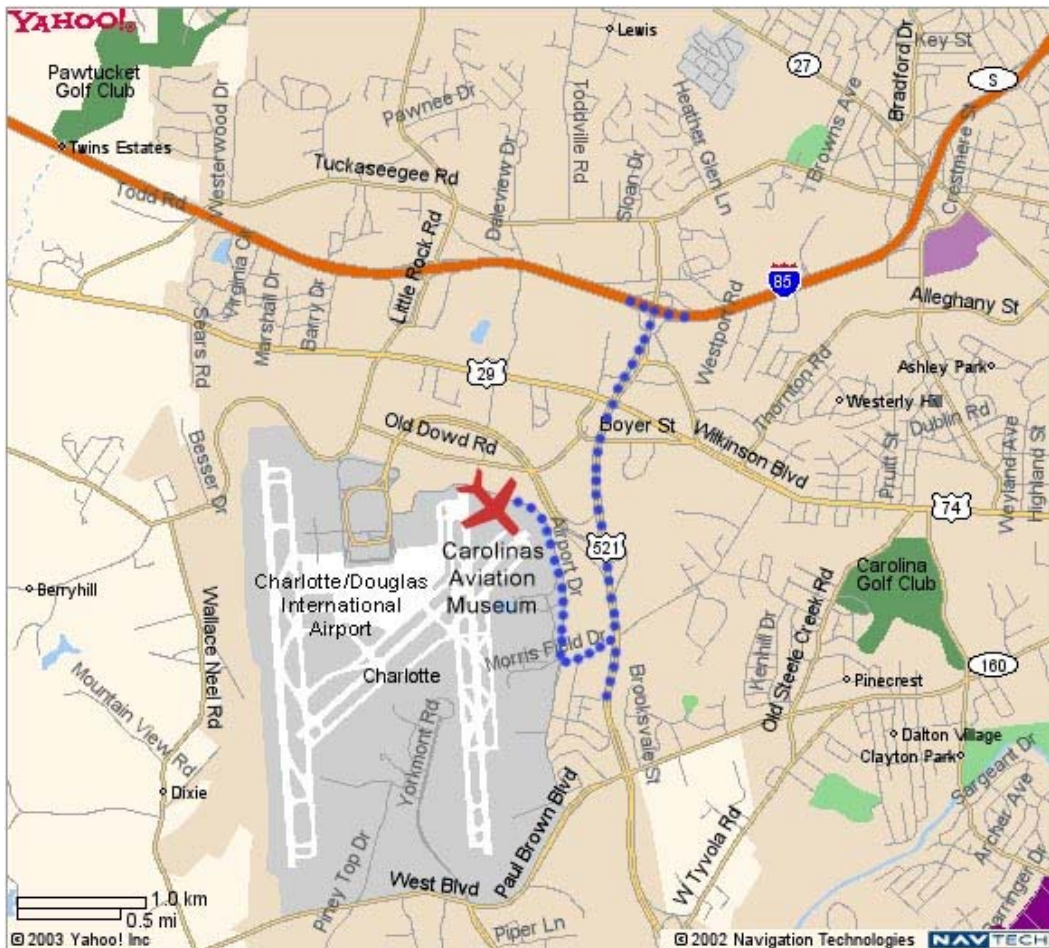 YAHOO!
Lewis
Key St
27
Bradford Dr
S
Pawtucket
Golf Club
Pawnee Dr
Toddville Rd
Heather Glen Ln
Browns Ave
Crestmere St
Twins Estates
Westerwood Dr
Tuckaseegee Rd
Daleview Dr
Sloan Dr
Todd Rd
Little Rock Rd
Virginia Cir
Marshall Dr
Barry Dr
Sears Rd
85
Westport Rd
Alleghany St
29
Thornton Rd
Ashley Park
Westerly Hill
Dublin Rd
Boyer St
Wilkinson Blvd
Old Dowd Rd
Besser Dr
Pruitt St
Weyland Ave
Highland St
74
Airport Dr
521
Carolinas
Aviation
Museum
Charlotte/Douglas
International
Airport
Carolina
Golf Club
Berryhill
Wallace Neel Rd
Charlotte
Morris Field Dr
Kenhill Dr
Old Steele Creek Rd
160
Pinecrest
Mountain View Rd
Brooksvale St
Yorkmont Rd
Dalton Village
Clayton Park
Sargeant Dr
Dixie
Archer Ave
Barringer Dr
Paul Brown Blvd
W Tyvola Rd
Piney Top Dr
West Blvd
Piper Ln
1.0 km
0.5 mi
© 2003 Yahoo! Inc
© 2002 Navigation Technologies
NAVTECH